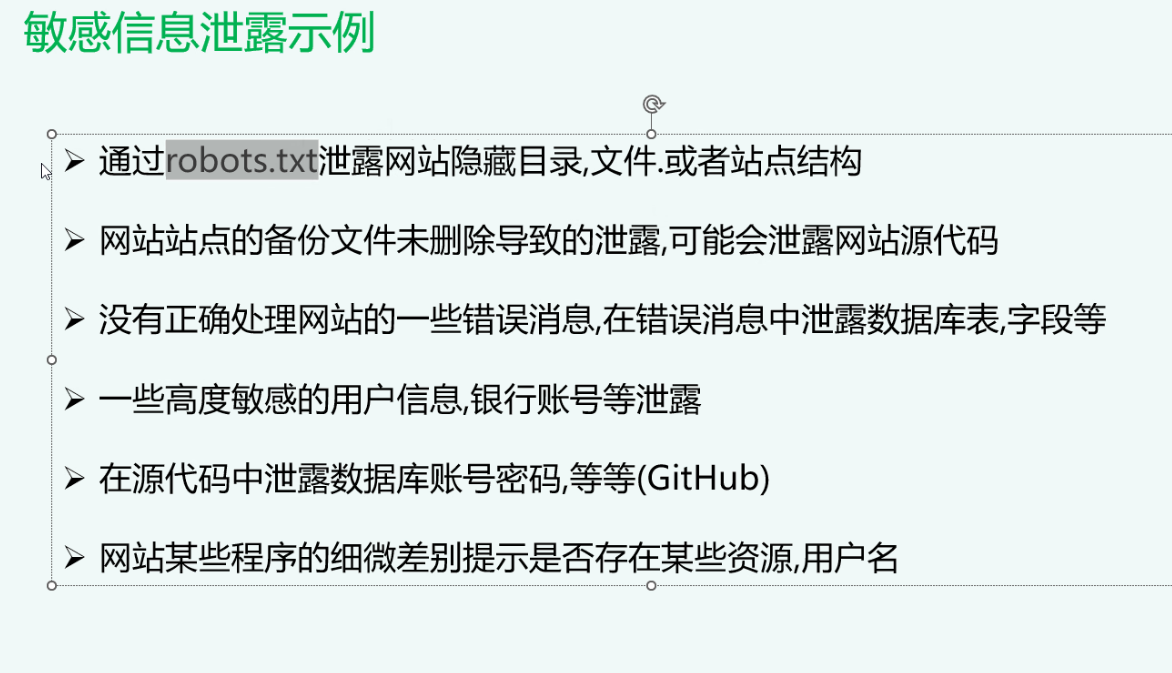 敏感信息泄露示例
➢ 通过robots.txt泄露网站隐藏目录,文件.或者站点结构
➢ 网站站点的备份文件未删除导致的泄露,可能会泄露网站源代码
➢ 没有正确处理网站的一些错误消息,在错误消息中泄露数据库表,字段等
➢ 一些高度敏感的用户信息,银行账号等泄露
➢ 在源代码中泄露数据库账号密码,等等(GitHub)
➢ 网站某些程序的细微差别提示是否存在某些资源,用户名